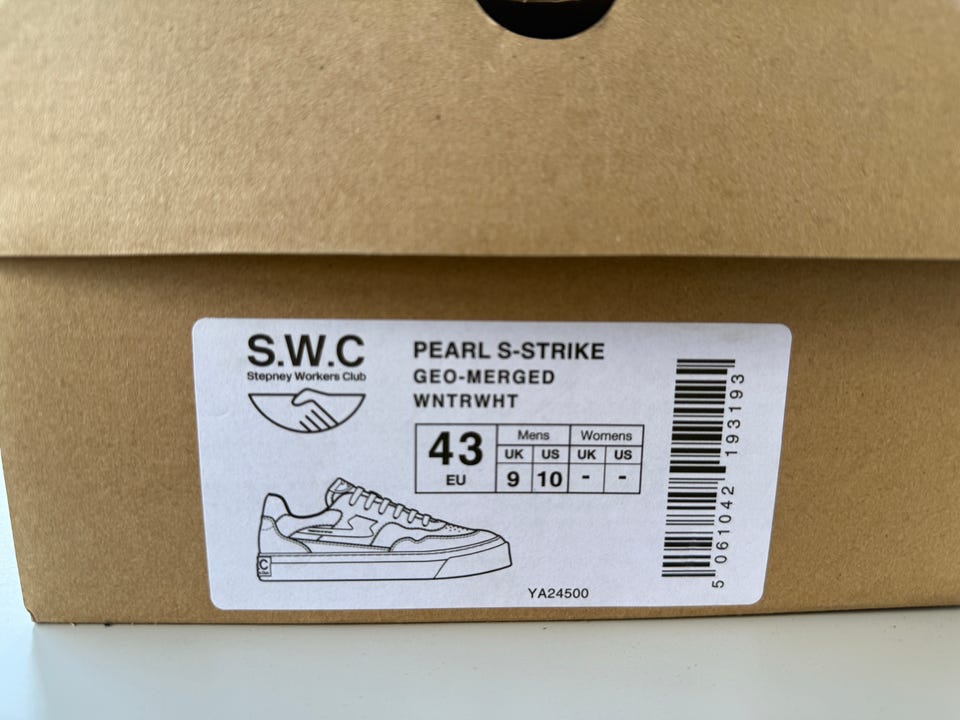 S.W.C
Stepney Workers Club
PEARL S-STRIKE
GEO-MERGED
WNTRWHT
43
EU
Mens Womens
UK US UK US
9 10 - -
C
YA24500
5 061042 193193